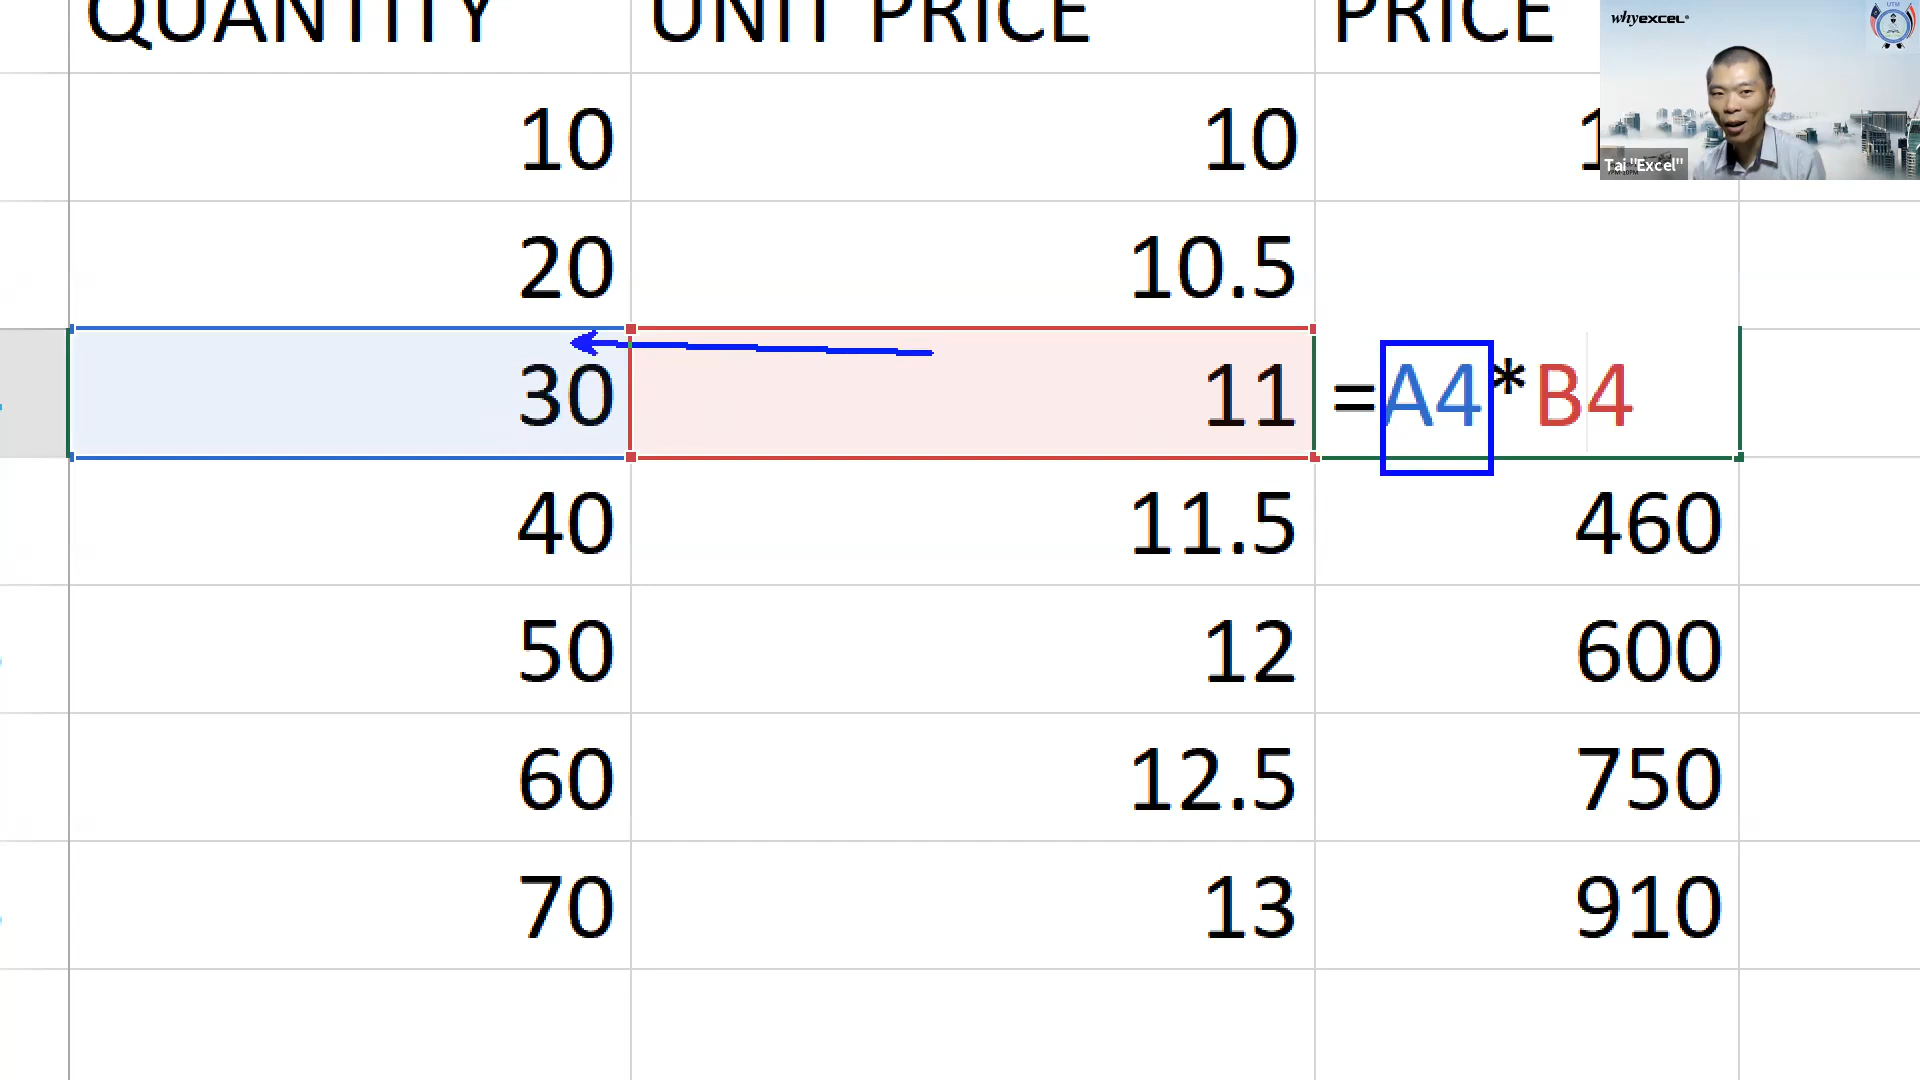 QUANTITY UNIT PRICE PRICE
whyEXCEL®
UTM
10 10
Tai "Excel"
20 10.5
30 11 =A4*B4
40 11.5 460
50 12 600
60 12.5 750
70 13 910